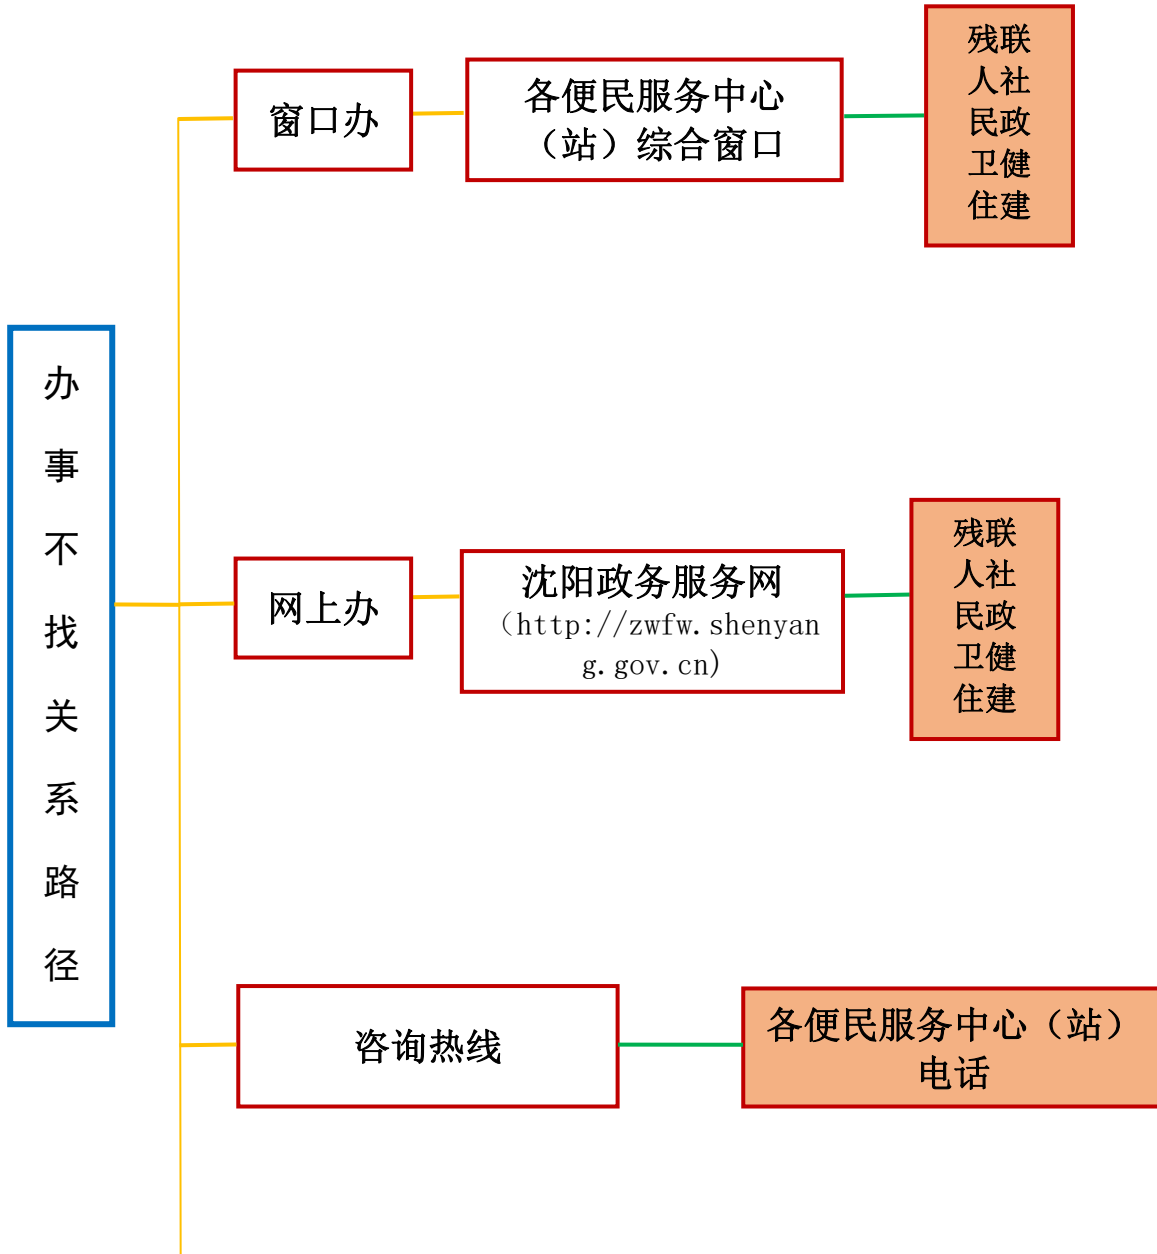 办事不找关系路径
窗口办
各便民服务中心
（站）综合窗口
残联
人社
民政
卫健
住建
网上办
沈阳政务服务网
（http://zwfw.shenyan
g.gov.cn）
残联
人社
民政
卫健
住建
咨询热线
各便民服务中心（站）
电话